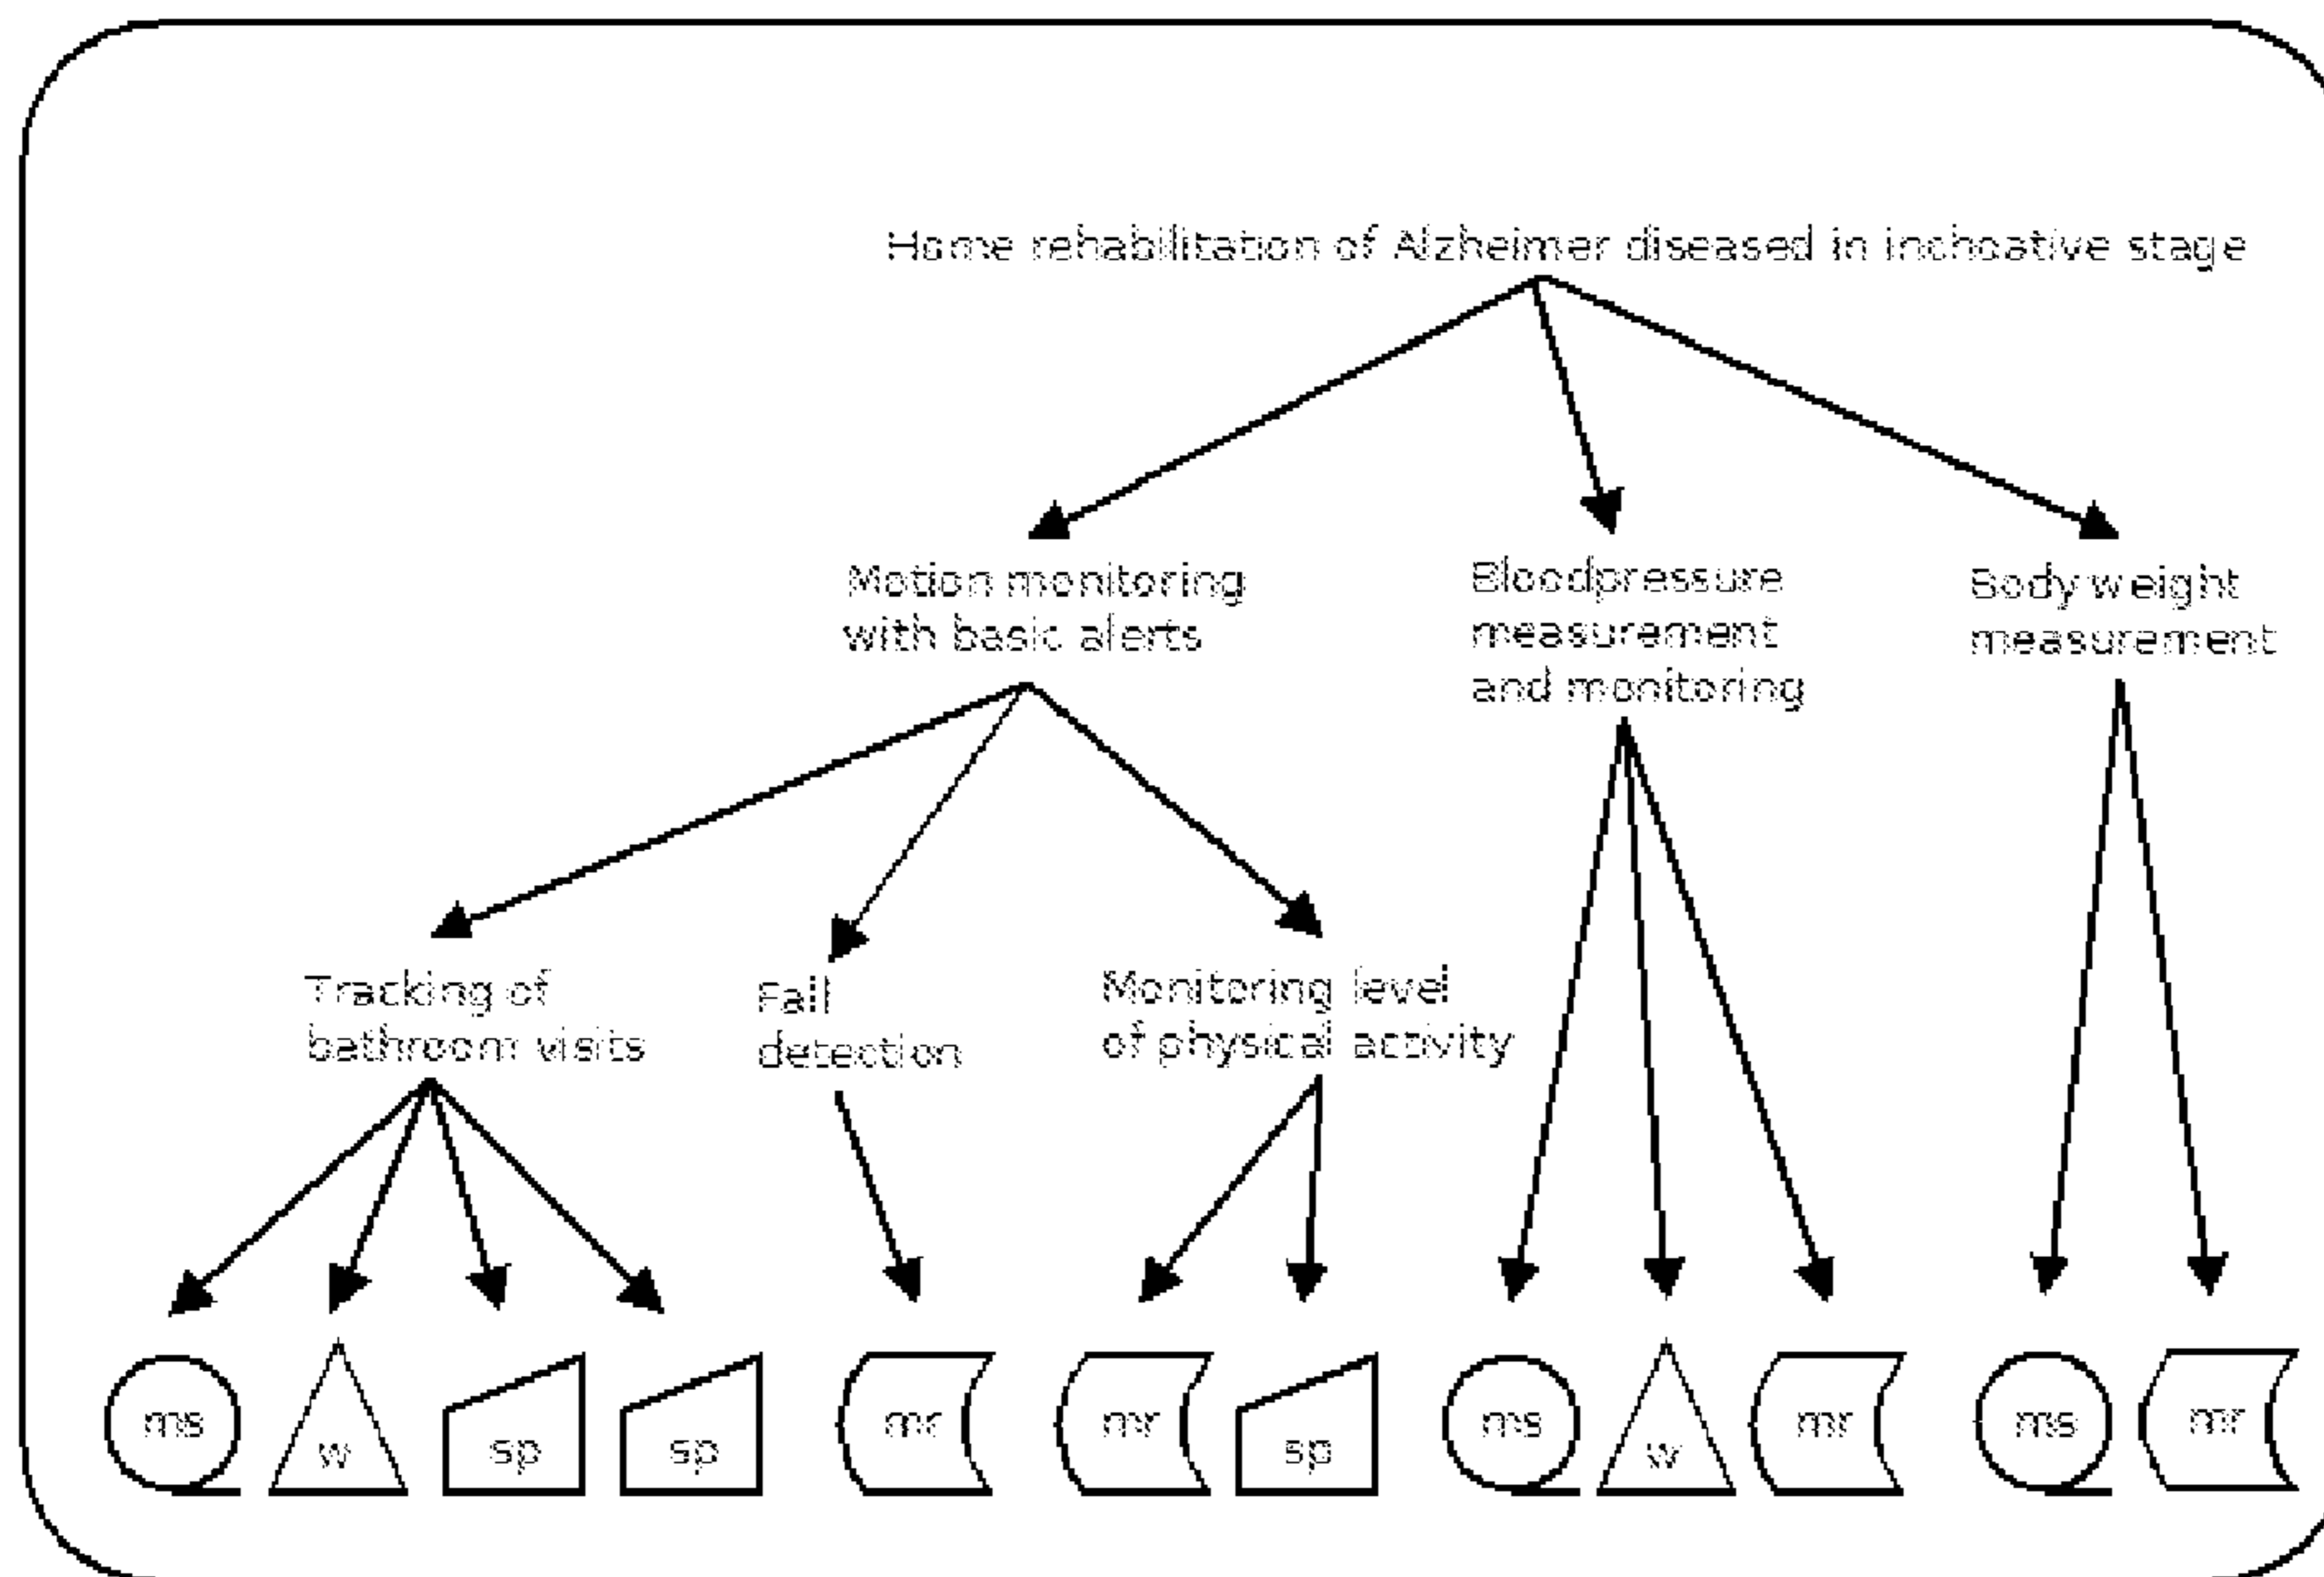 Home rehabilitation of Alzheimer diseased in inchoative stage
Motion monitoring
with basic alerts
Bloodpressure
measurement
and monitoring
Body weight
measurement
Tracking of
bathroom visits
Fall
detection
Monitoring level
of physical activity
ms
w
sp
sp
mr
mr
sp
ms
w
mr
ms
mr